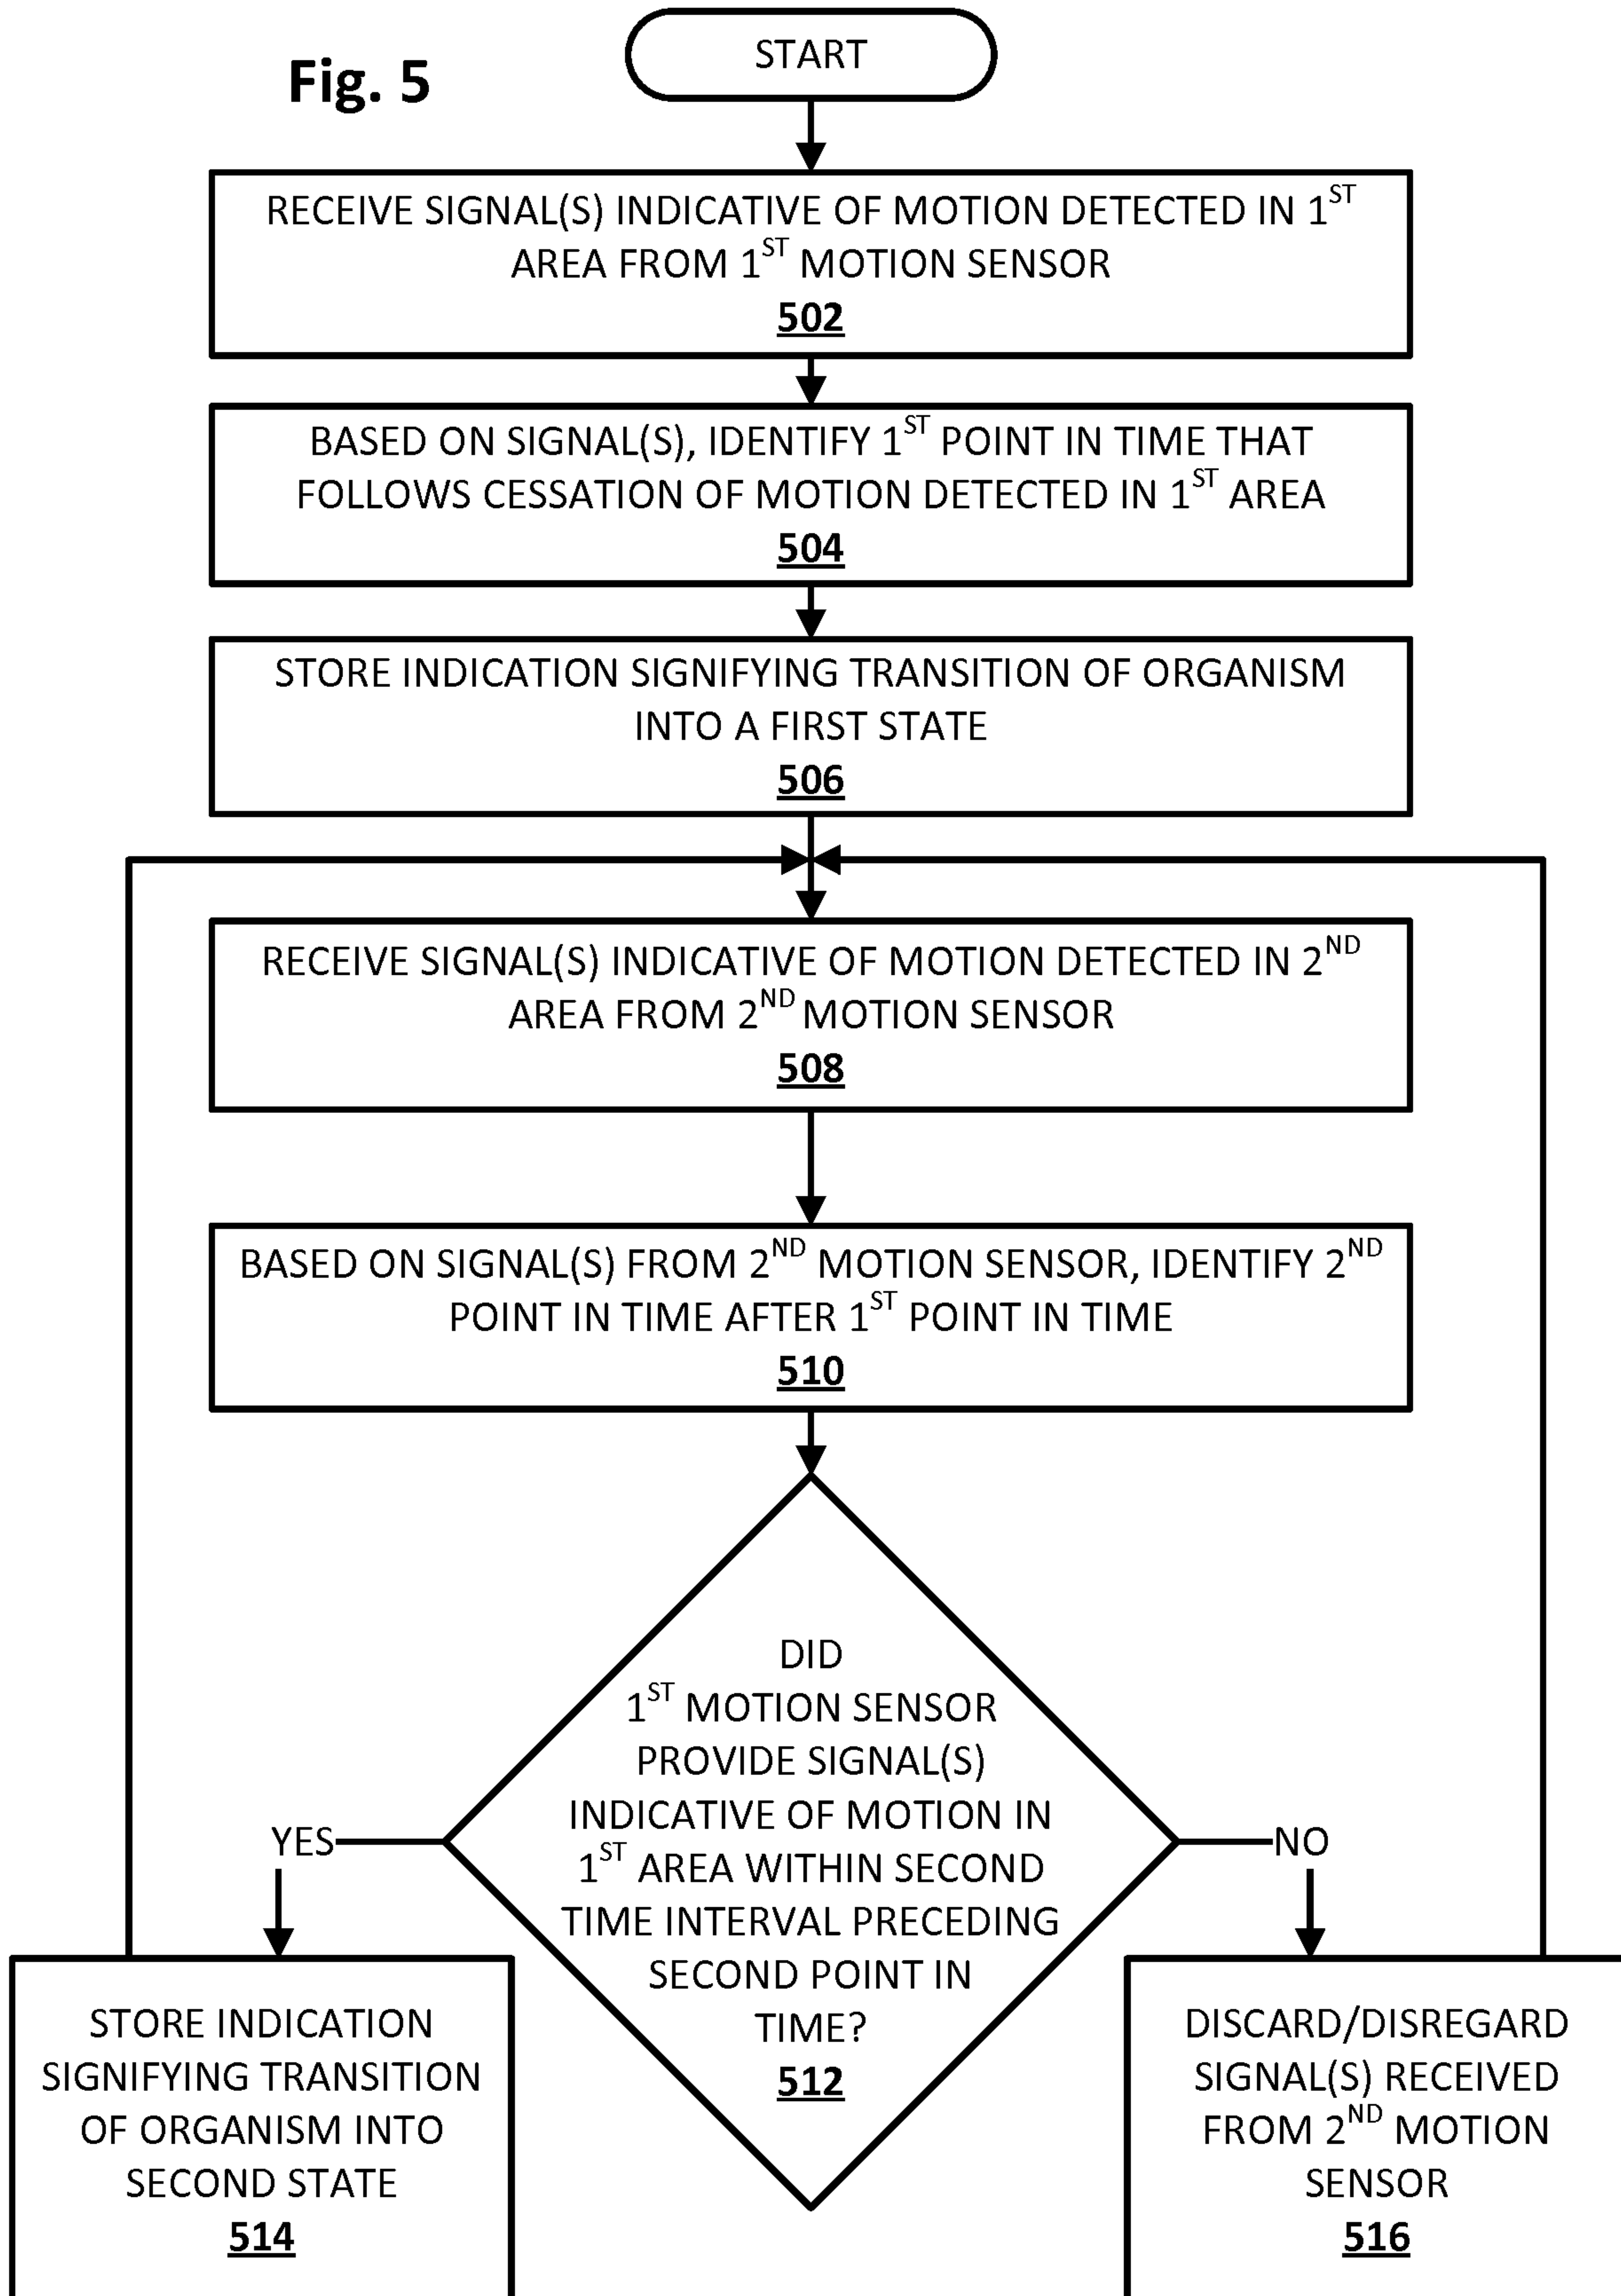 Fig. 5
START
RECEIVE SIGNAL(S) INDICATIVE OF MOTION DETECTED IN 1ST
AREA FROM 1ST MOTION SENSOR
502
BASED ON SIGNAL(S), IDENTIFY 1ST POINT IN TIME THAT
FOLLOWS CESSATION OF MOTION DETECTED IN 1ST AREA
504
STORE INDICATION SIGNIFYING TRANSITION OF ORGANISM
INTO A FIRST STATE
506
RECEIVE SIGNAL(S) INDICATIVE OF MOTION DETECTED IN 2ND
AREA FROM 2ND MOTION SENSOR
508
BASED ON SIGNAL(S) FROM 2ND MOTION SENSOR, IDENTIFY 2ND
POINT IN TIME AFTER 1ST POINT IN TIME
510
DID
1ST MOTION SENSOR
PROVIDE SIGNAL(S)
INDICATIVE OF MOTION IN
1ST AREA WITHIN SECOND
TIME INTERVAL PRECEDING
SECOND POINT IN
TIME?
512
YES
NO
STORE INDICATION
SIGNIFYING TRANSITION
OF ORGANISM INTO
SECOND STATE
514
DISCARD/DISREGARD
SIGNAL(S) RECEIVED
FROM 2ND MOTION
SENSOR
516